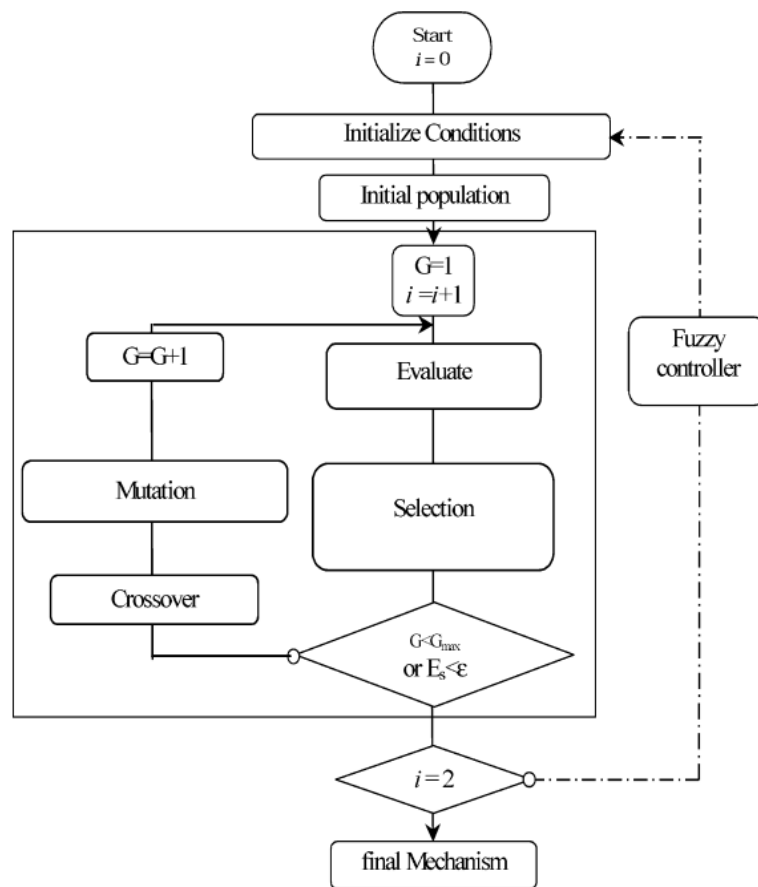 Start
i = 0
Initialize Conditions
Initial population
G=1
i =i+1
G=G+1
Evaluate
Fuzzy
controller
Mutation
Selection
Crossover
G<Gmax
or Es<ε
i = 2
final Mechanism